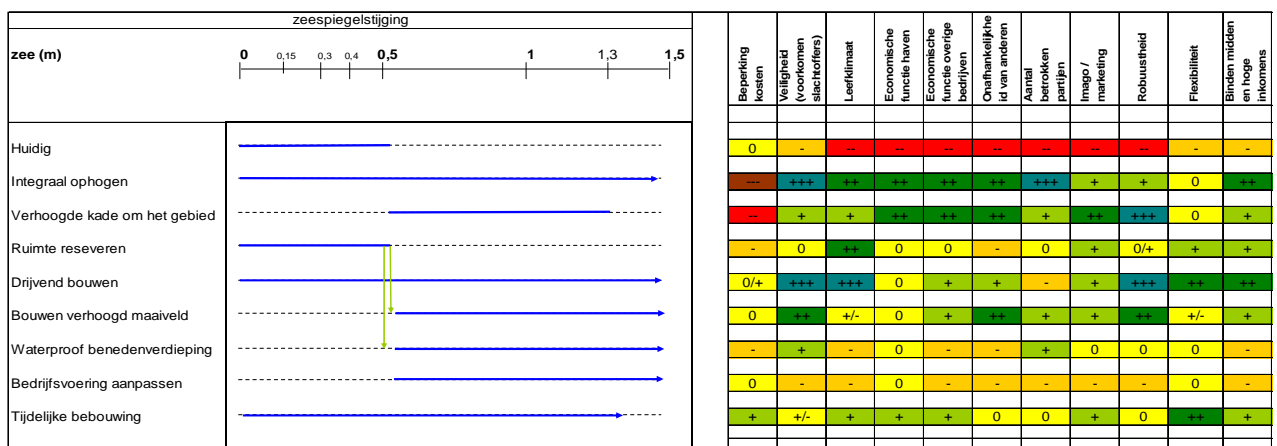 zeespiegelstijging
zee (m)
0 0,15 0,3 0,4 0,5 1 1,3 1,5
Beperking
kosten
Veiligheid
(voorkomen
slachtoffers)
Leefklimaat
Economische
functie haven
Economische
functie overige
bedrijven
Onafhankelijkhe
id van anderen
Aantal
betrokken
partijen
Imago /
marketing
Robuustheid
Flexibiliteit
Binden midden
en hoge
inkomens
Huidig 0 - -- -- -- -- -- -- -- - -
Integraal ophogen --- +++ ++ ++ ++ ++ +++ + + 0 ++
Verhoogde kade om het gebied -- + + ++ ++ ++ + ++ +++ 0 +
Ruimte reserveren - 0 ++ 0 0 - 0 + 0/+ + +
Drijvend bouwen 0/+ +++ +++ 0 + + - + +++ ++ ++
Bouwen verhoogd maaiveld 0 ++ +/- 0 + ++ + + ++ +/- +
Waterproof benedenverdieping - + - 0 - - + 0 0 0 -
Bedrijfsvoering aanpassen 0 - - 0 - - - - - 0 -
Tijdelijke bebouwing + +/- + + + 0 0 + 0 ++ +